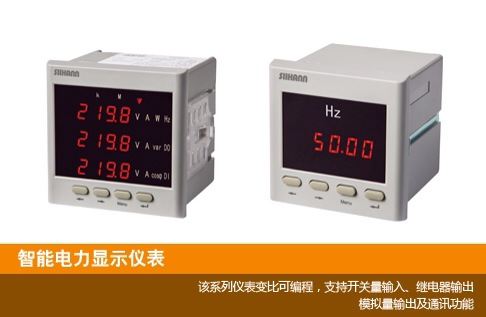 SIIHANN
k M
219.8 V A W Hz
219.8 V A var DO
219.8 V A cosφ DI
Menu
SIIHANN
Hz
50.00
Menu
智能电力显示仪表
该系列仪表变比可编程，支持开关量输入、继电器输出
模拟量输出及通讯功能